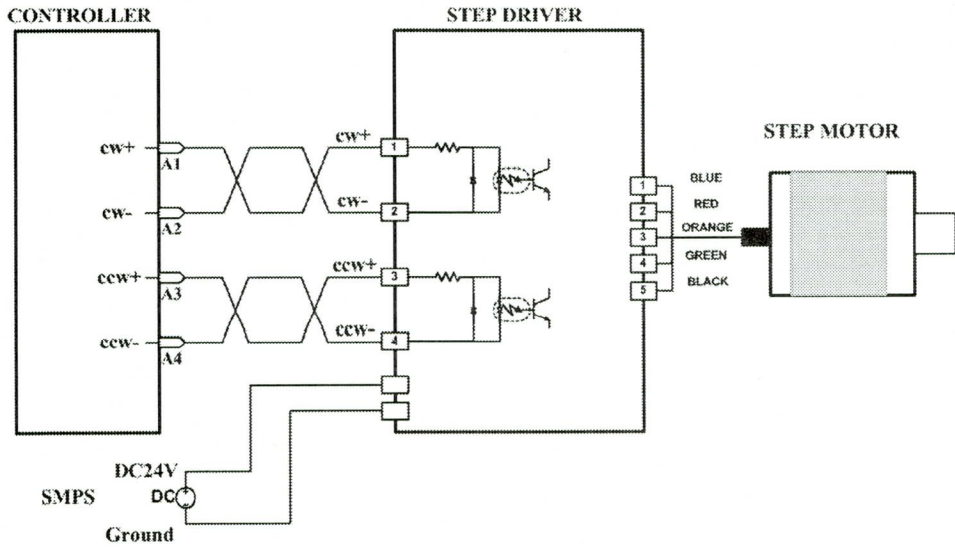 CONTROLLER
STEP DRIVER
STEP MOTOR
cw+
A1
cw-
A2
ccw+
A3
ccw-
A4
cw+
1
cw-
2
ccw+
3
ccw-
4
1
BLUE
2
RED
3
ORANGE
4
GREEN
5
BLACK
DC24V
SMPS
DC
Ground